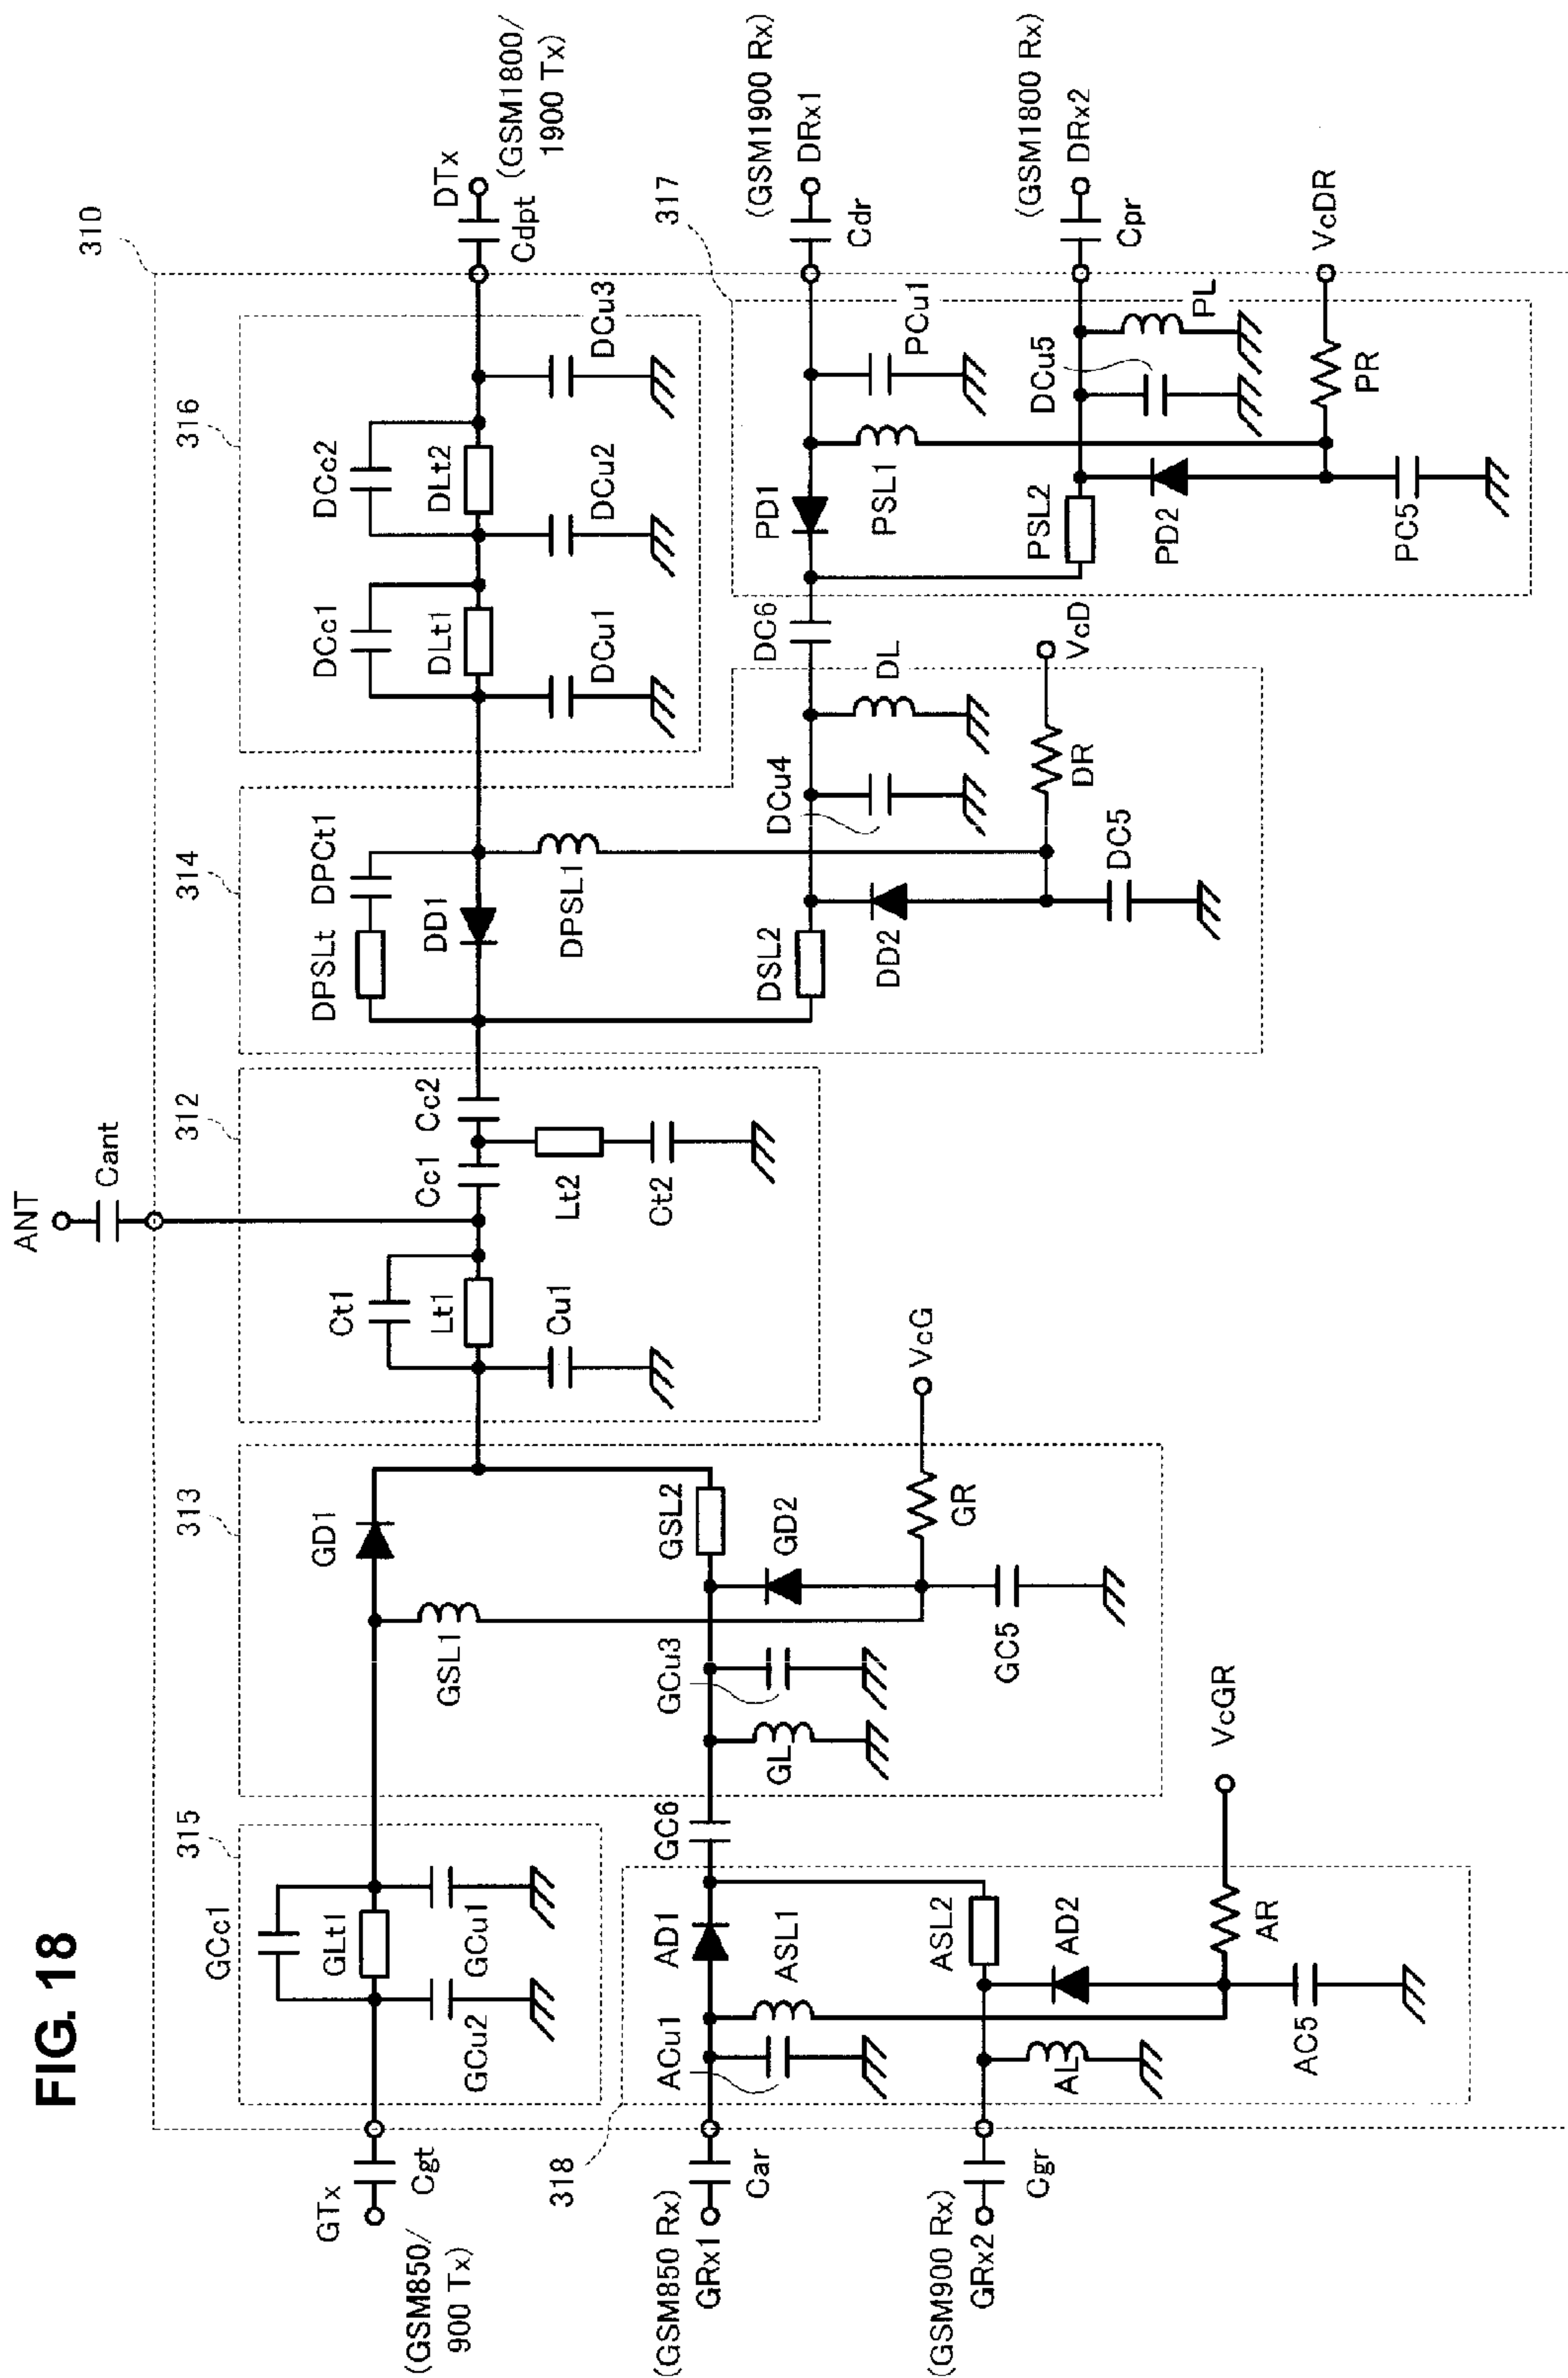 FIG. 18
ANT
Cant
310
312
313
314
315
316
317
318
GTx
(GSM850/
900 Tx)
Cgt
GCc1
GLt1
GCu2
GCu1
GD1
GSL1
GSL2
GD2
GCu3
GL
GC5
GR
VcG
GC6
(GSM850 Rx)
GRx1
Car
ACu1
AD1
ASL1
ASL2
AD2
AL
AC5
AR
VcGR
(GSM900 Rx)
GRx2
Cgr
Ct1
Lt1
Cu1
Cc1
Cc2
Lt2
Ct2
DPSLt
DPCt1
DD1
DPSL1
DSL2
DD2
DCu4
DL
DC5
DR
VcD
DC6
DCc1
DLt1
DCu1
DCc2
DLt2
DCu2
DCu3
DTx
Cdpt
(GSM1800/
1900 Tx)
PD1
PSL1
PCu1
PSL2
PD2
DCu5
PL
PC5
PR
VcDR
(GSM1900 Rx)
DRx1
Cdr
(GSM1800 Rx)
DRx2
Cpr